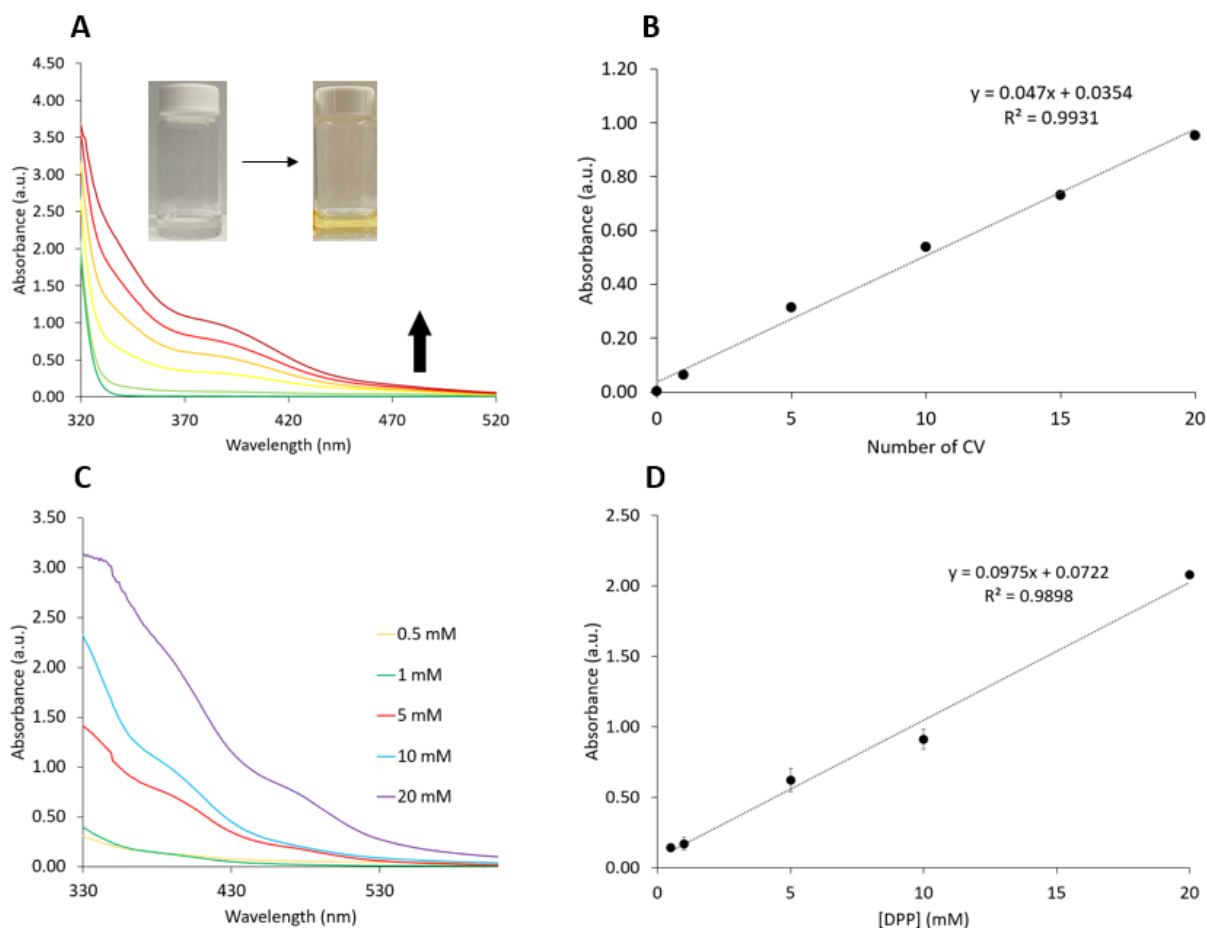 A
4.50
4.00
3.50
3.00
2.50
2.00
1.50
1.00
0.50
0.00
320
370
420
470
520
Absorbance (a.u.)
Wavelength (nm)
B
1.20
1.00
0.80
0.60
0.40
0.20
0.00
0
5
10
15
20
Absorbance (a.u.)
Number of CV
y = 0.047x + 0.0354
R² = 0.9931
C
3.50
3.00
2.50
2.00
1.50
1.00
0.50
0.00
330
430
530
Absorbance (a.u.)
Wavelength (nm)
0.5 mM
1 mM
5 mM
10 mM
20 mM
D
2.50
2.00
1.50
1.00
0.50
0.00
0
5
10
15
20
Absorbance (a.u.)
[DPP] (mM)
y = 0.0975x + 0.0722
R² = 0.9898